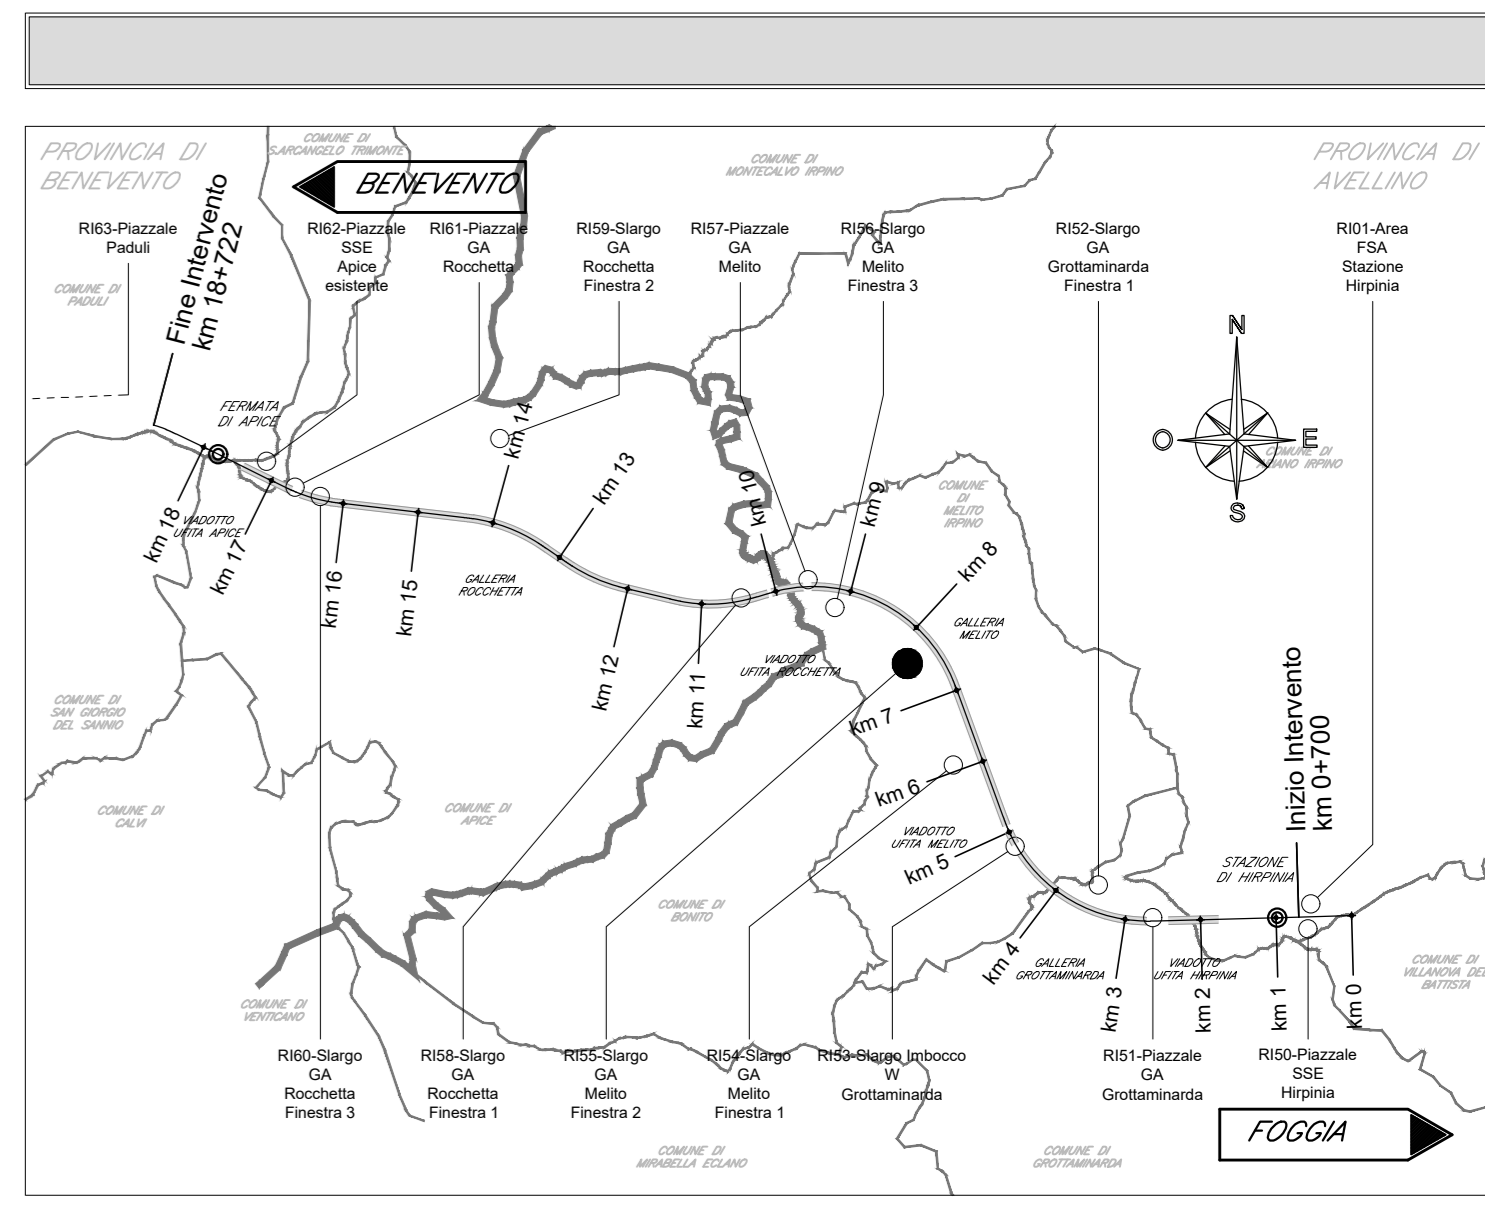 PROVINCIA DI
BENEVENTO
COMUNE DI
S.ARCANGELO TRIMONTE
BENEVENTO
COMUNE DI
MONTECALVO IRPINO
PROVINCIA DI
AVELLINO
RI63-Piazzale
Paduli
Fine Intervento
km 18+722
RI62-Piazzale
SSE
Apice
esistente
RI61-Piazzale
GA
Rocchetta
RI59-Slargo
GA
Rocchetta
Finestra 2
RI57-Piazzale
GA
Melito
RI56-Slargo
GA
Melito
Finestra 3
RI52-Slargo
GA
Grottaminarda
Finestra 1
RI01-Area
FSA
Stazione
Hirpinia
COMUNE DI
PADULI
N
O
E
S
COMUNE DI
ARIANO IRPINO
FERMATA
DI APICE
COMUNE
DI
MELITO
IRPINO
km 18
VIADOTTO
UFITA APICE
km 17
km 16
km 15
km 14
km 13
km 12
km 11
km 10
km 9
km 8
GALLERIA
ROCCHETTA
GALLERIA
MELITO
VIADOTTO
UFITA ROCCHETTA
km 7
km 6
VIADOTTO
UFITA MELITO
km 5
COMUNE DI
SAN GIORGIO
DEL SANNIO
COMUNE DI
CALVI
COMUNE DI
APICE
COMUNE DI
BONITO
Inizio Intervento
km 0+700
STAZIONE
DI HIRPINIA
km 4
GALLERIA
GROTTAMINARDA
km 3
VIADOTTO
UFITA HIRPINIA
km 2
km 1
km 0
COMUNE DI
VILLANOVA DEL
BATTISTA
COMUNE DI
VENTICANO
RI60-Slargo
GA
Rocchetta
Finestra 3
RI58-Slargo
GA
Rocchetta
Finestra 1
RI55-Slargo
GA
Melito
Finestra 2
RI54-Slargo
GA
Melito
Finestra 1
RI53-Slargo Imbocco
W
Grottaminarda
RI51-Piazzale
GA
Grottaminarda
RI50-Piazzale
SSE
Hirpinia
FOGGIA
COMUNE DI
MIRABELLA ECLANO
COMUNE DI
GROTTAMINARDA